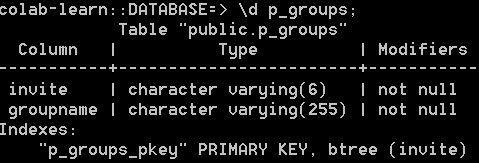 colab-learn::DATABASE=> \d p_groups;
Table "public.p_groups"
Column | Type | Modifiers
-----------+------------------------+-----------
invite | character varying(6) | not null
groupname | character varying(255) | not null
Indexes:
"p_groups_pkey" PRIMARY KEY, btree (invite)